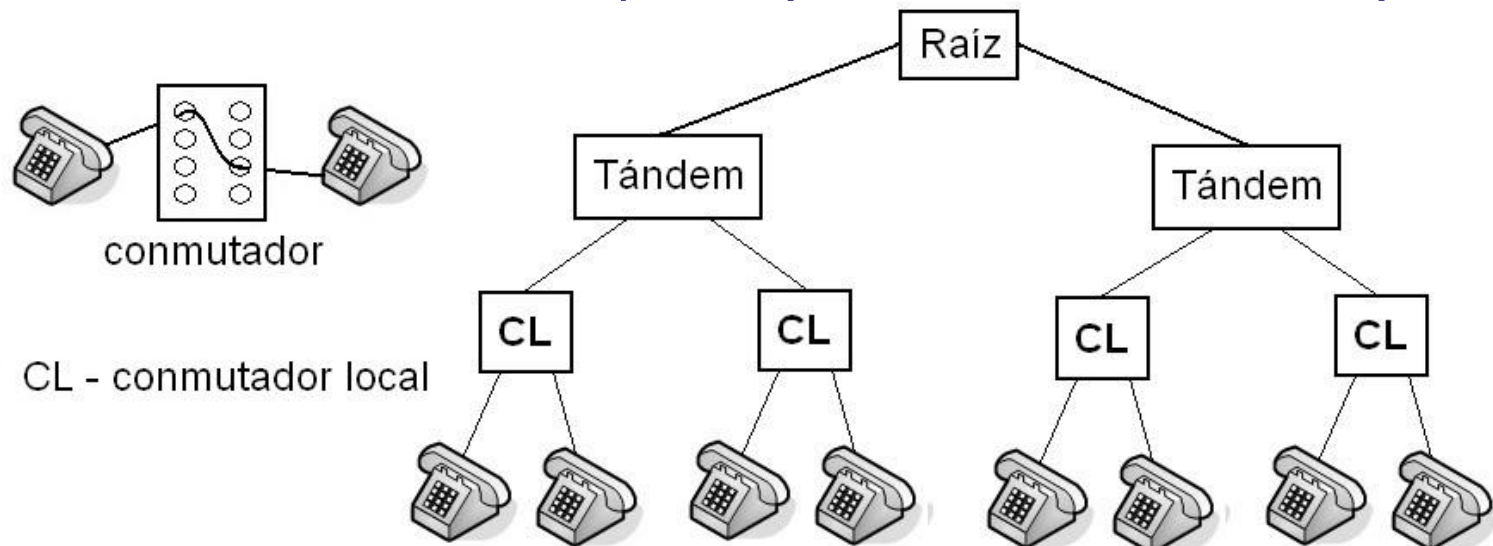 Raíz
Tándem
Tándem
conmutador
CL
CL
CL
CL
CL - conmutador local